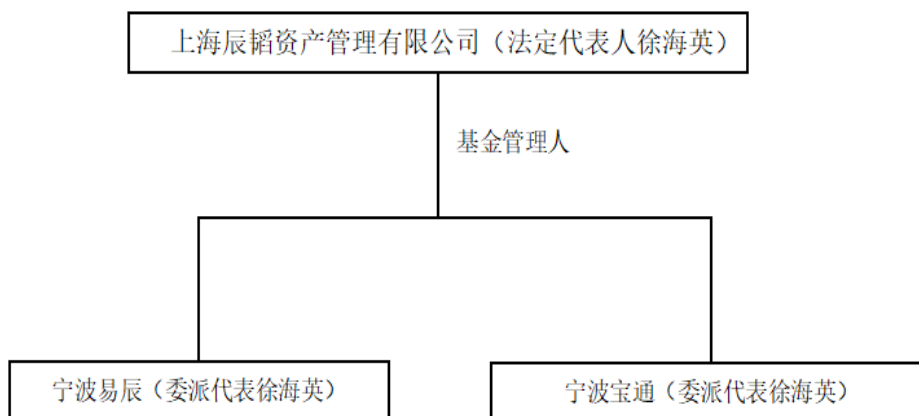 上海辰韬资产管理有限公司（法定代表人徐海英）
基金管理人
宁波易辰（委派代表徐海英）
宁波宝通（委派代表徐海英）